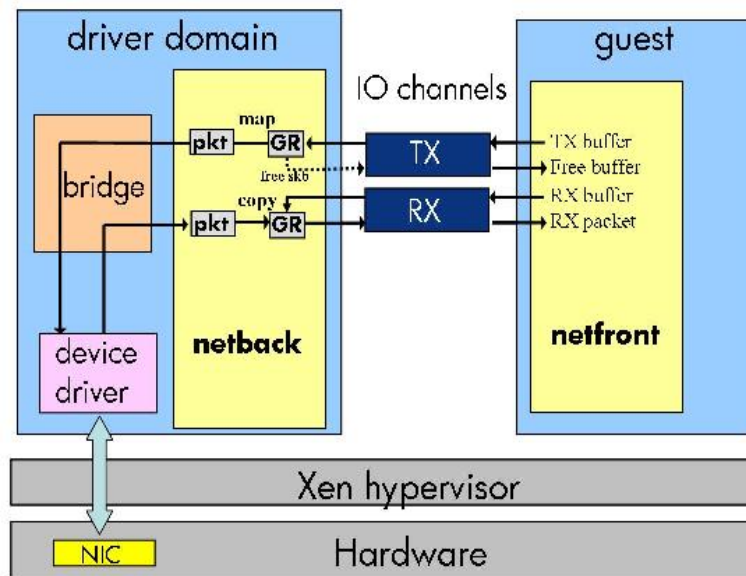 driver domain
guest
IO channels
map
pkt
GR
TX
TX buffer
free skb
Free buffer
bridge
copy
RX
RX buffer
pkt
GR
RX packet
netback
netfront
device
driver
Xen hypervisor
NIC
Hardware